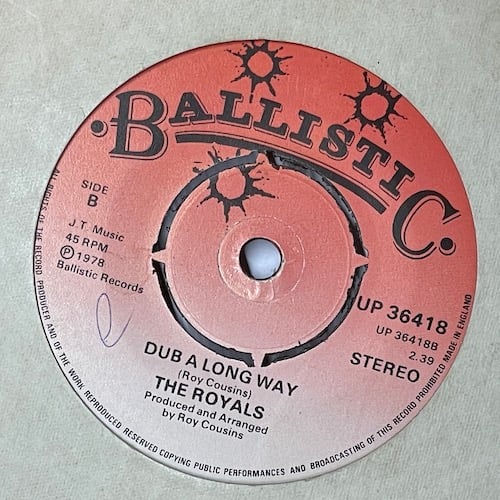 BALLISTIC
SIDE
B
J.T. Music
45 RPM
Ⓟ 1978
Ballistic Records
UP 36418
UP 36418B
2.39
STEREO
DUB A LONG WAY
(Roy Cousins)
THE ROYALS
Produced and Arranged
by Roy Cousins
ALL RIGHTS OF THE RECORD PRODUCER AND OF THE WORK REPRODUCED RESERVED COPYING PUBLIC PERFORMANCES AND BROADCASTING OF THIS RECORD PROHIBITED MADE IN ENGLAND
e